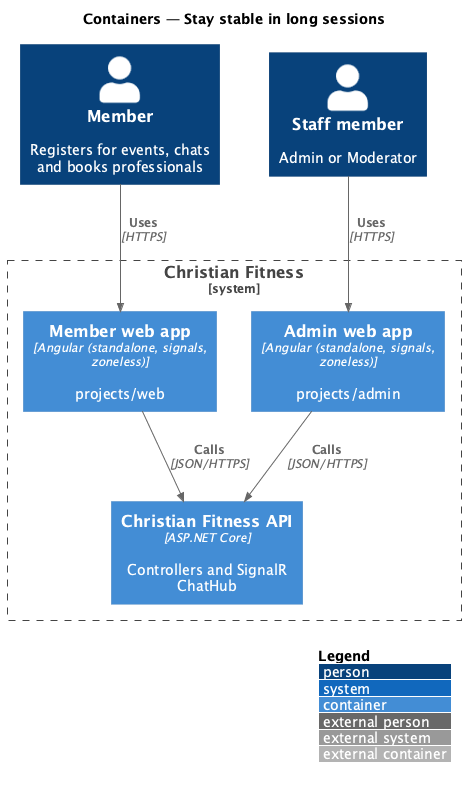 Containers — Stay stable in long sessions
Member
Registers for events, chats
and books professionals
Staff member
Admin or Moderator
Uses
[HTTPS]
Uses
[HTTPS]
Christian Fitness
[system]
Member web app
[Angular (standalone, signals,
zoneless)]
projects/web
Admin web app
[Angular (standalone, signals,
zoneless)]
projects/admin
Calls
[JSON/HTTPS]
Calls
[JSON/HTTPS]
Christian Fitness API
[ASP.NET Core]
Controllers and SignalR
ChatHub
Legend
person
system
container
external person
external system
external container